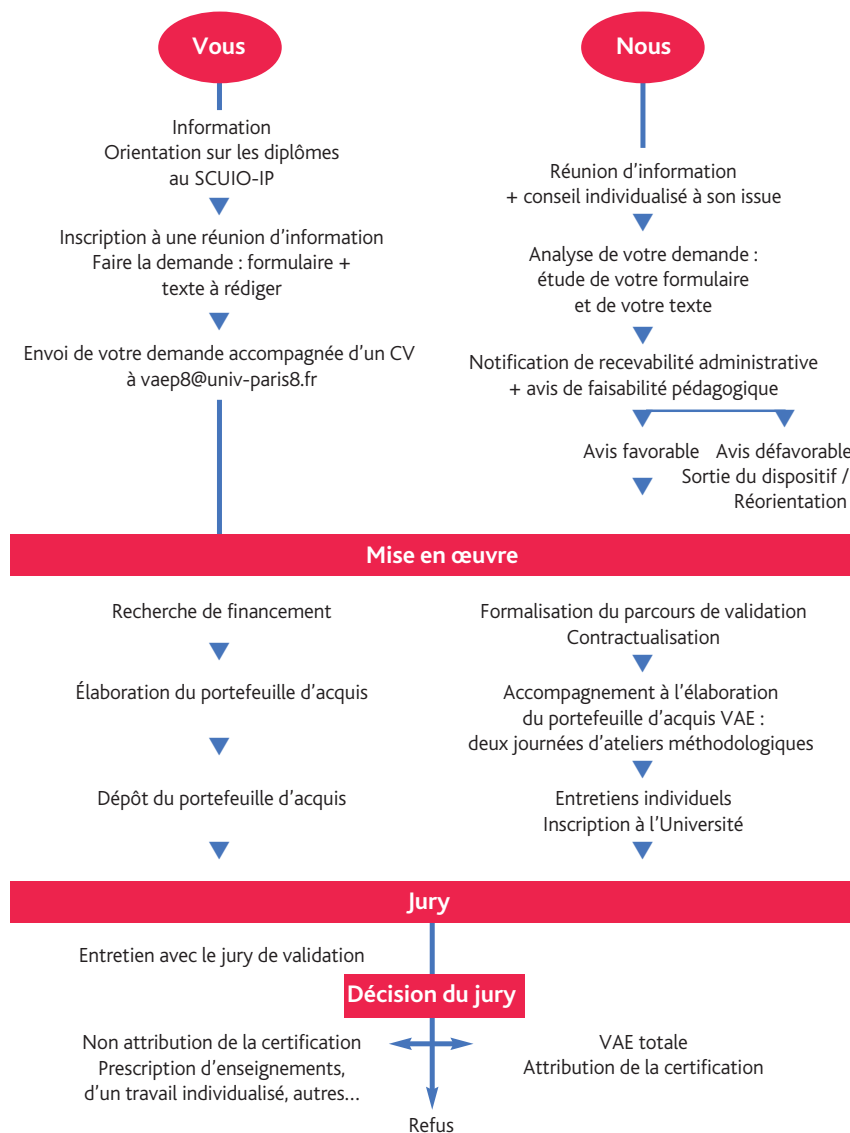 Vous
Information
Orientation sur les diplômes
au SCUIO-IP
Inscription à une réunion d'information
Faire la demande : formulaire +
texte à rédiger
Envoi de votre demande accompagnée d'un CV
à vaep8@univ-paris8.fr
Nous
Réunion d'information
+ conseil individualisé à son issue
Analyse de votre demande :
étude de votre formulaire
et de votre texte
Notification de recevabilité administrative
+ avis de faisabilité pédagogique
Avis favorable
Avis défavorable
Sortie du dispositif /
Réorientation
Mise en œuvre
Recherche de financement
Élaboration du portefeuille d'acquis
Dépôt du portefeuille d'acquis
Formalisation du parcours de validation
Contractualisation
Accompagnement à l'élaboration
du portefeuille d'acquis VAE :
deux journées d'ateliers méthodologiques
Entretiens individuels
Inscription à l'Université
Jury
Entretien avec le jury de validation
Décision du jury
Non attribution de la certification
Prescription d'enseignements,
d'un travail individualisé, autres...
VAE totale
Attribution de la certification
Refus